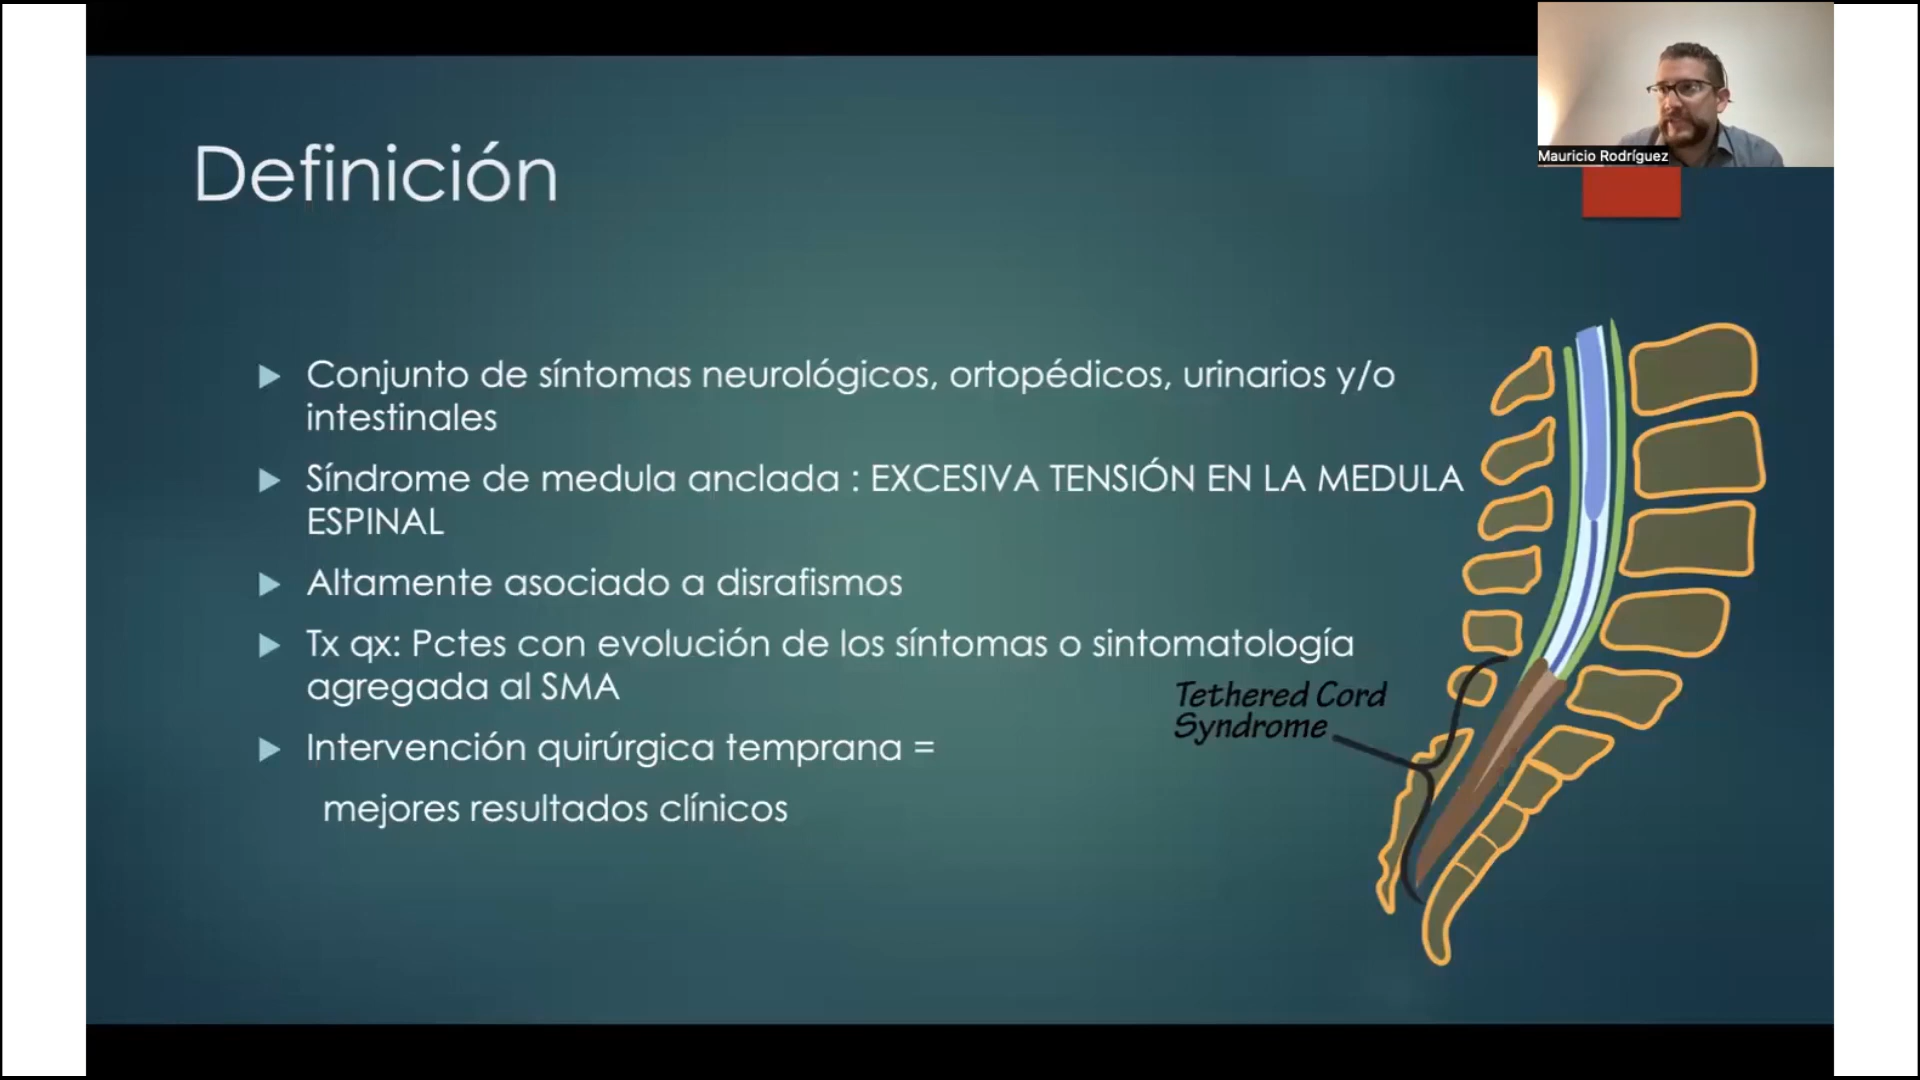 Mauricio Rodríguez
Definición
Conjunto de síntomas neurológicos, ortopédicos, urinarios y/o
intestinales
Síndrome de medula anclada : EXCESIVA TENSIÓN EN LA MEDULA
ESPINAL
Altamente asociado a disrafismos
Tx qx: Pctes con evolución de los síntomas o sintomatología
agregada al SMA
Intervención quirúrgica temprana =
mejores resultados clínicos
Tethered Cord
Syndrome